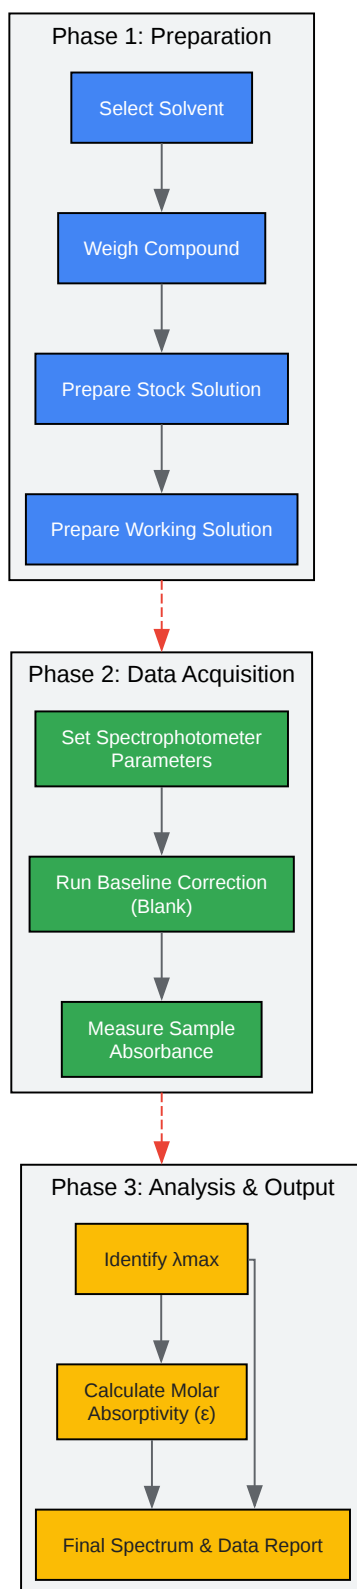 Phase 1: Preparation
Select Solvent
Weigh Compound
Prepare Stock Solution
Prepare Working Solution
Phase 2: Data Acquisition
Set Spectrophotometer
Parameters
Run Baseline Correction
(Blank)
Measure Sample
Absorbance
Phase 3: Analysis & Output
Identify λmax
Calculate Molar
Absorptivity (ε)
Final Spectrum & Data Report